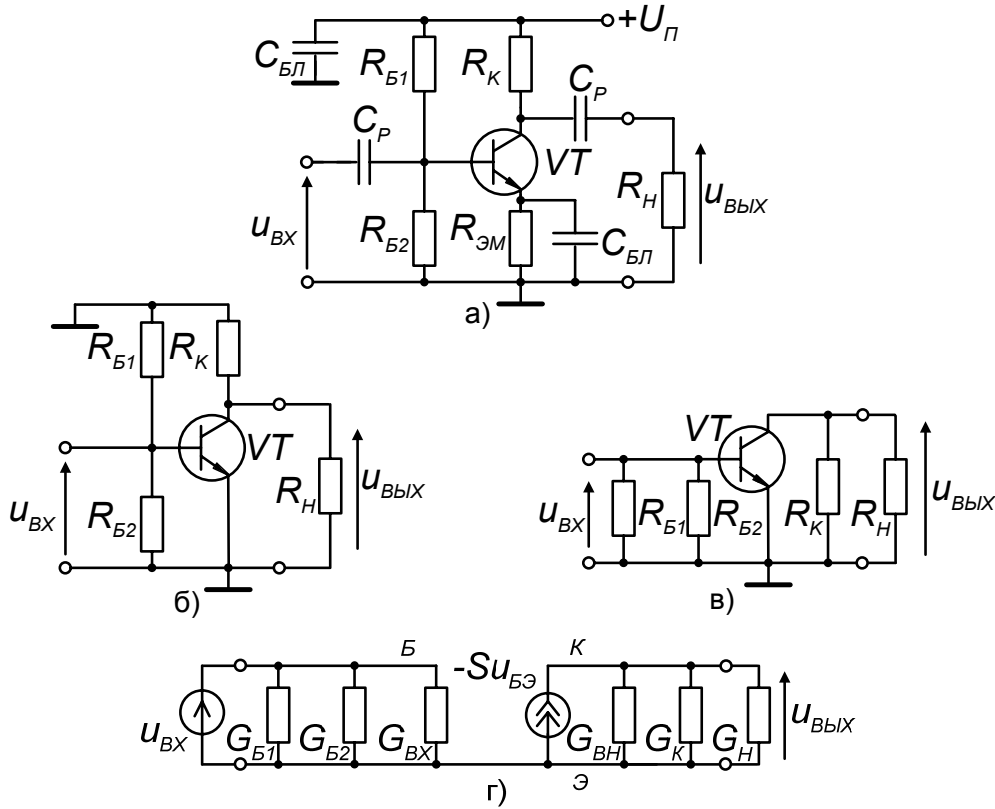 +U_П
C_БЛ
R_Б1
R_К
C_Р
C_Р
VT
R_Н
u_ВЫХ
u_ВХ
R_Б2
R_ЭМ
C_БЛ
а)
R_Б1
R_К
VT
R_Н
u_ВЫХ
u_ВХ
R_Б2
б)
VT
u_ВХ
R_Б1
R_Б2
R_К
R_Н
u_ВЫХ
в)
Б
-Su_БЭ
К
u_ВХ
G_Б1
G_Б2
G_ВХ
G_ВН
G_К
G_Н
u_ВЫХ
Э
г)